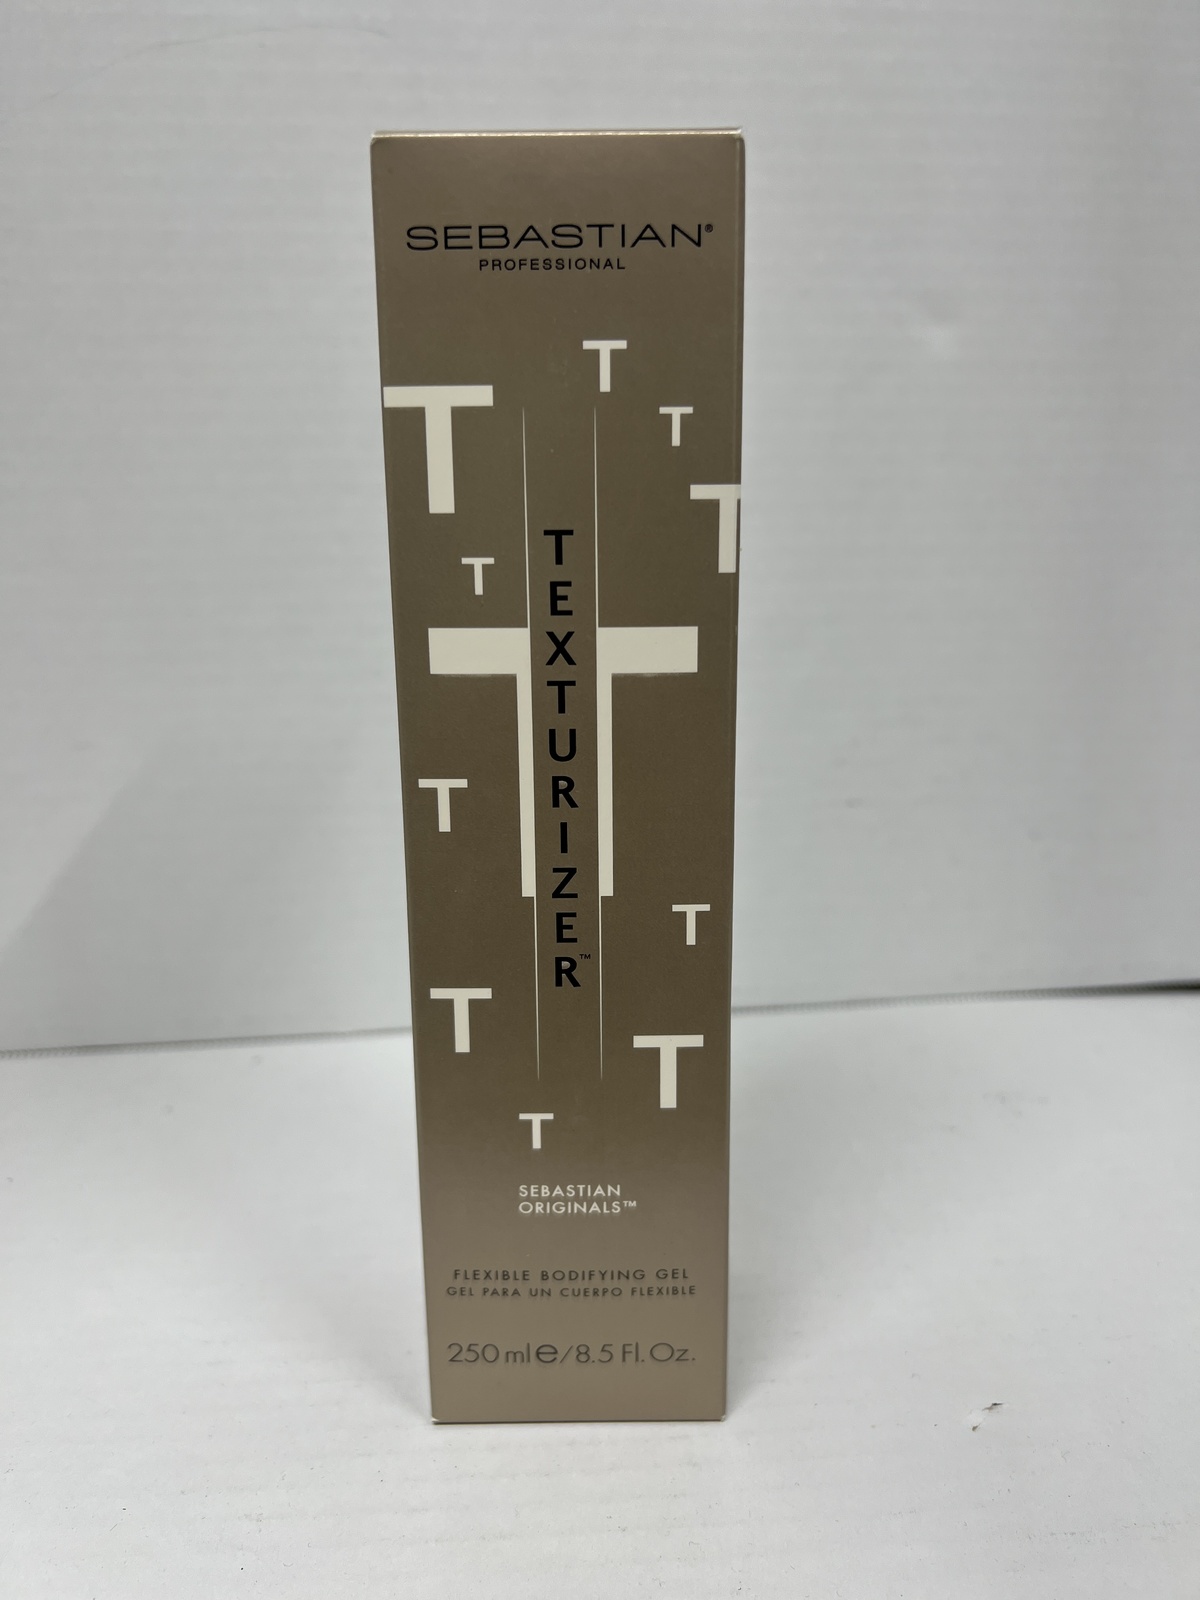 SEBASTIAN®
PROFESSIONAL
T
T
T
T
T
T
TEXTURIZER™
T
T
T
T
T
SEBASTIAN
ORIGINALS™
FLEXIBLE BODIFYING GEL
GEL PARA UN CUERPO FLEXIBLE
250 ml e/8.5 Fl. Oz.